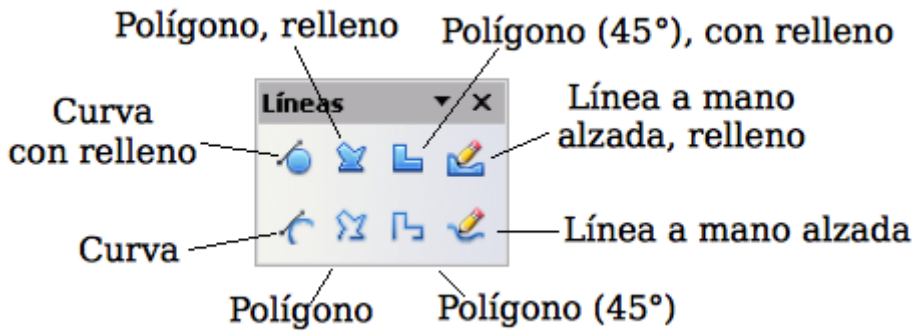 Polígono, relleno
Polígono (45°), con relleno
Líneas
Curva
con relleno
Línea a mano
alzada, relleno
Curva
Línea a mano alzada
Polígono
Polígono (45°)